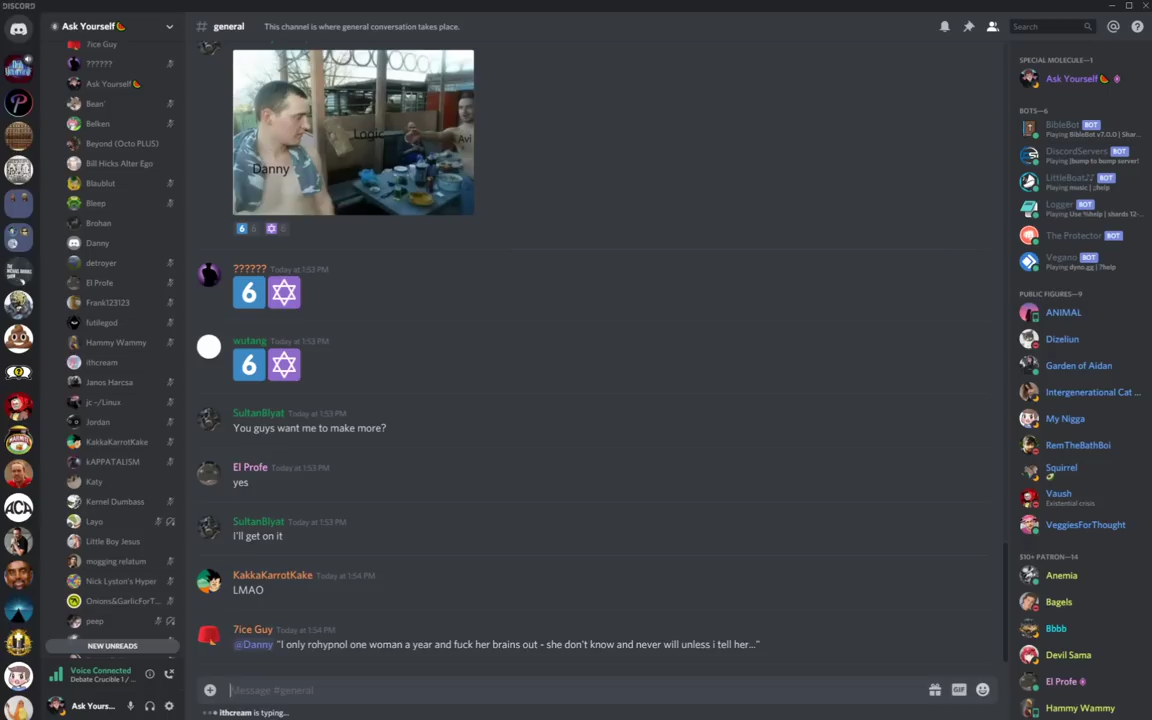 DISCORD
Ask Yourself
# general
This channel is where general conversation takes place.
Search
7ice Guy
??????
Ask Yourself
Bean'
Belken
Beyond (Octo PLUS)
Bill Hicks Alter Ego
Blaublut
Bleep
Brohan
Danny
detroyer
El Profe
Frank123123
futilegod
Hammy Wammy
ithcream
Janos Harcsa
jc ~/Linux
Jordan
KakkaKarrotKake
kAPPATALISM
Katy
Kernel Dumbass
Layo
Little Boy Jesus
mogging relatum
Nick Lyston's Hyper
Onions&GarlicForT...
peep
NEW UNREADS
Voice Connected
Debate Crucible 1 / ...
Ask Yours...
Danny
Logic
Avi
6 6 6
?????? Today at 1:53 PM
6
wutang Today at 1:53 PM
6
SultanBlyat Today at 1:53 PM
You guys want me to make more?
El Profe Today at 1:53 PM
yes
SultanBlyat Today at 1:53 PM
I'll get on it
KakkaKarrotKake Today at 1:54 PM
LMAO
7ice Guy Today at 1:54 PM
@Danny "I only rohypnol one woman a year and fuck her brains out - she don't know and never will unless i tell her..."
Message #general
GIF
ithcream is typing...
SPECIAL MOLECULE—1
Ask Yourself
BOTS—6
BibleBot BOT
Playing BibleBot v7.0.0 | Shar...
DiscordServers BOT
Playing !bump to bump server!
LittleBoat♪♪ BOT
Playing music | ;help
Logger BOT
Playing Use %help | shards 12-...
The Protector BOT
Vegano BOT
Playing dyno.gg | ?help
PUBLIC FIGURES—9
ANIMAL
Dizeliun
Garden of Aidan
Intergenerational Cat ...
My Nigga
RemTheBathBoi
Squirrel
Vaush
Existential crisis
VeggiesForThought
$10+ PATRON—14
Anemia
Bagels
Bbbb
Devil Sama
El Profe
Hammy Wammy